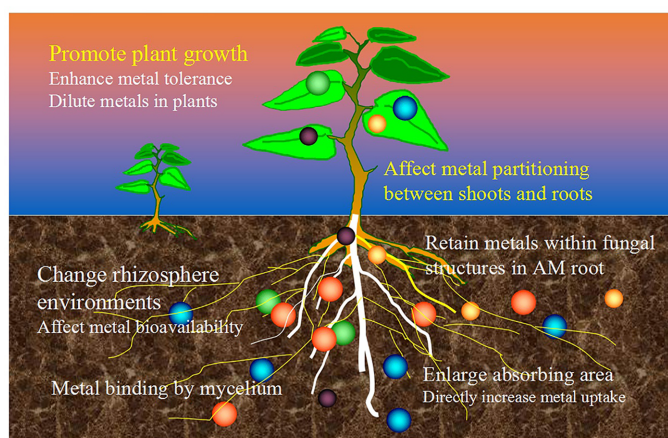 Promote plant growth
Enhance metal tolerance
Dilute metals in plants
Affect metal partitioning
between shoots and roots
Retain metals within fungal
structures in AM root
Change rhizosphere
environments
Affect metal bioavailability
Metal binding by mycelium
Enlarge absorbing area
Directly increase metal uptake